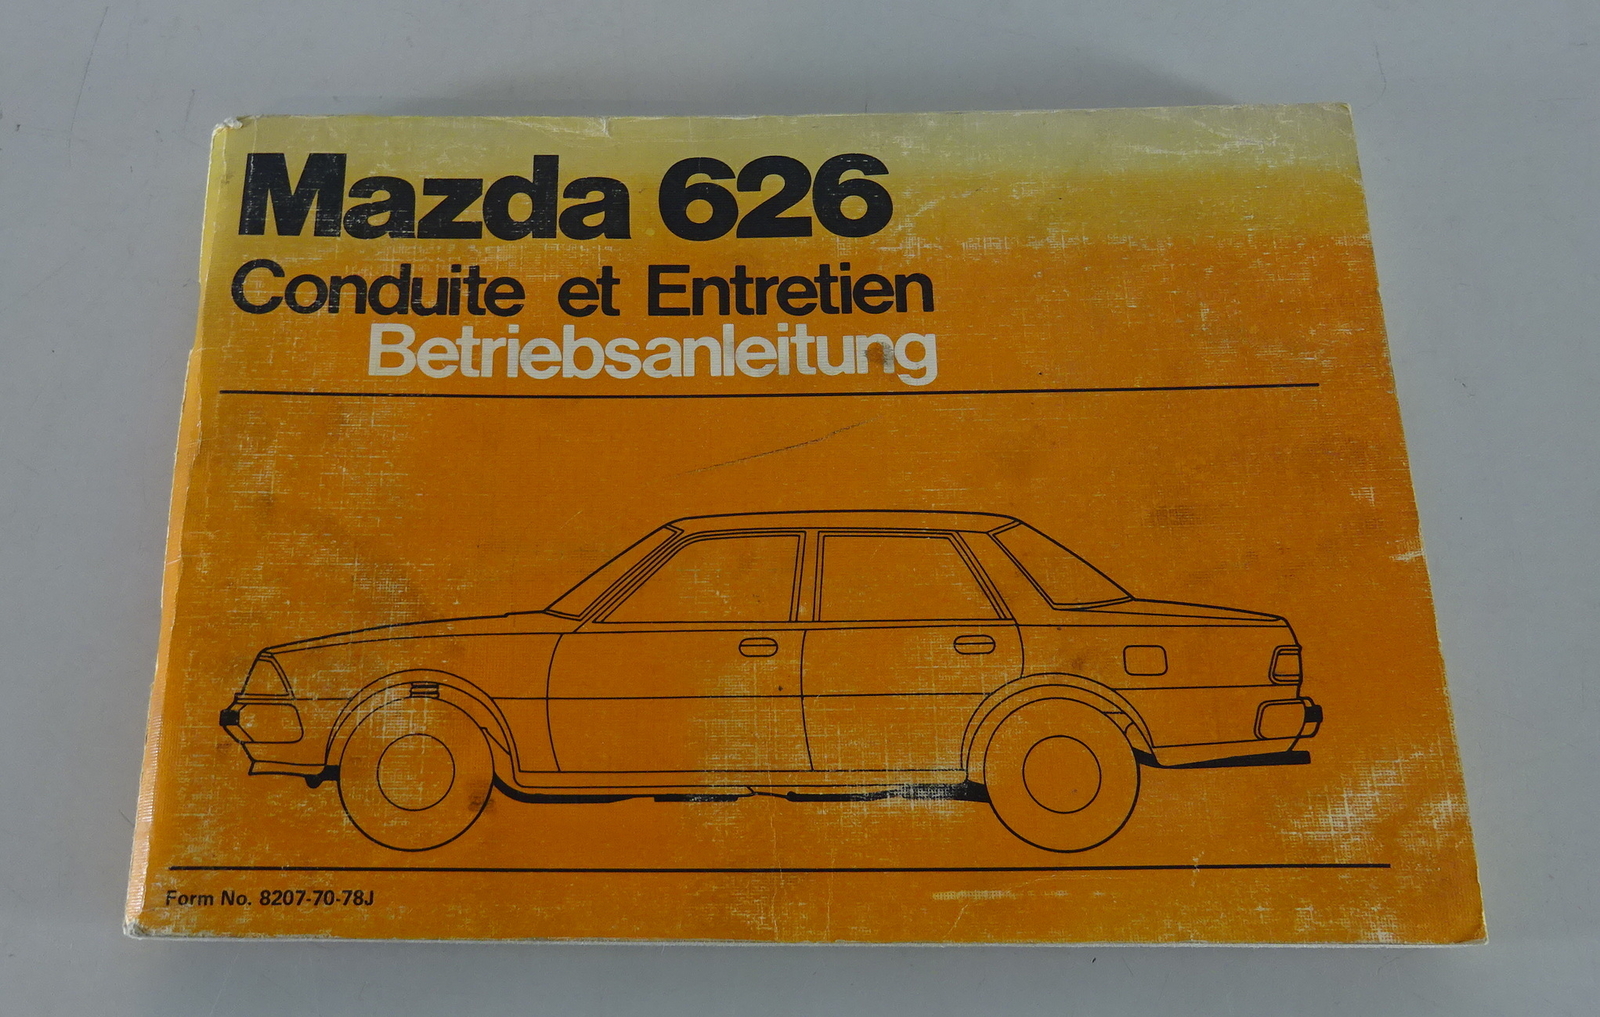 Mazda 626
Conduite et Entretien
Betriebsanleitung
Form No. 8207-70-78J